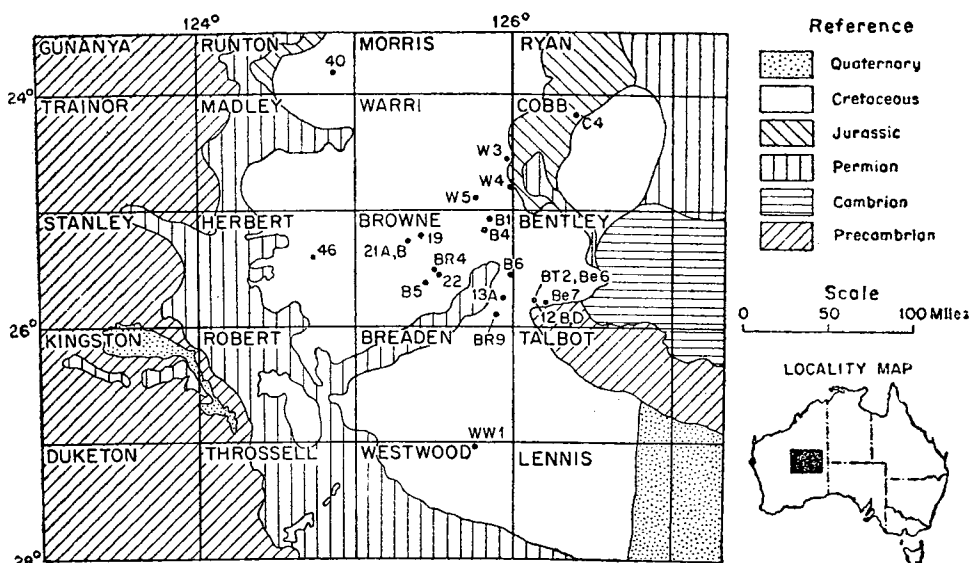 124° 126°
GUNANYA RUNTON MORRIS RYAN
40
24°
TRAINOR MADLEY WARRI COBB
C4
W3
W4
W5
STANLEY HERBERT BROWNE BENTLEY
B1
B4
19
21A,B
46
BR4
22
B6
B5
13A
BT2, Be6
Be7
12B,D
26°
KINGSTON ROBERT BREADEN TALBOT
BR9
WW1
DUKETON THROSSELL WESTWOOD LENNIS
28°
Reference
Quaternary
Cretaceous
Jurassic
Permian
Cambrian
Precambrian
Scale
0 100 Miles
LOCALITY MAP